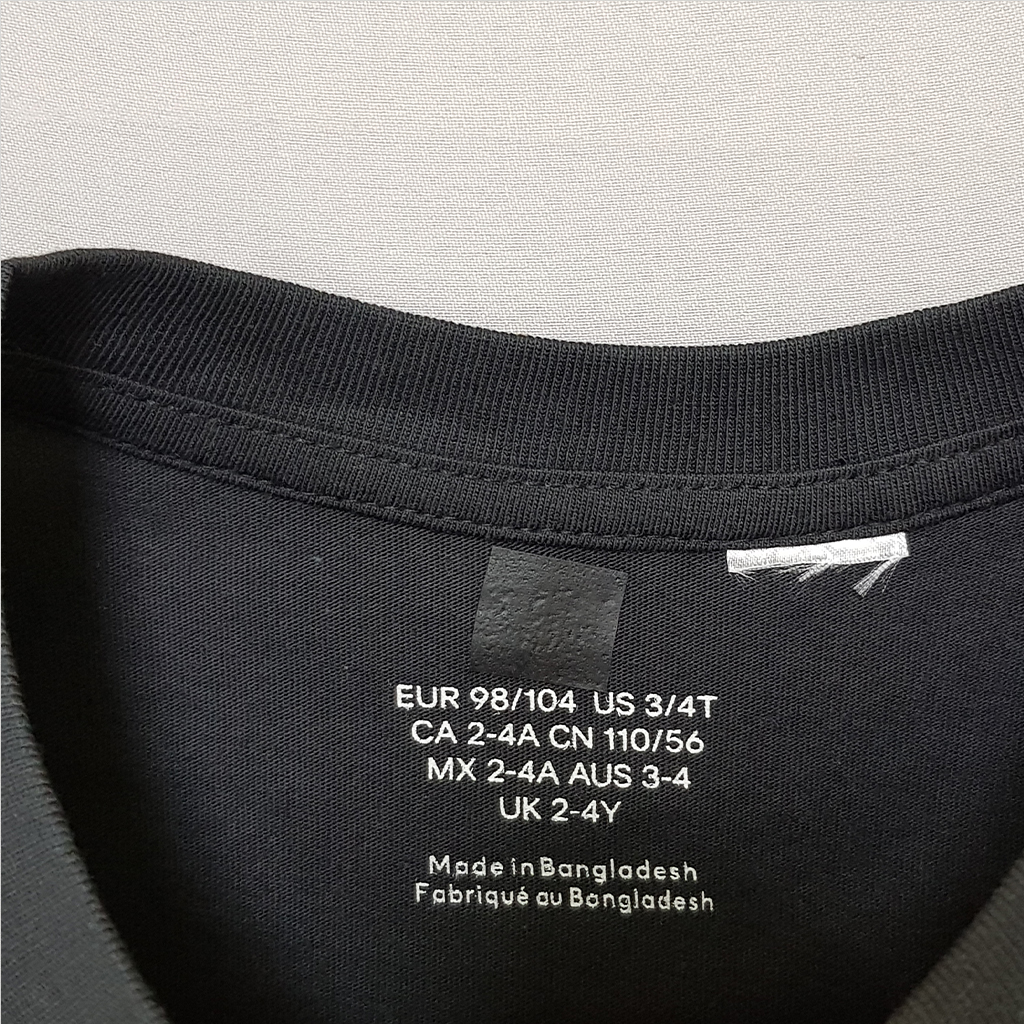 EUR 98/104 US 3/4T
CA 2-4A CN 110/56
MX 2-4A AUS 3-4
UK 2-4Y
Made in Bangladesh
Fabriqué au Bangladesh